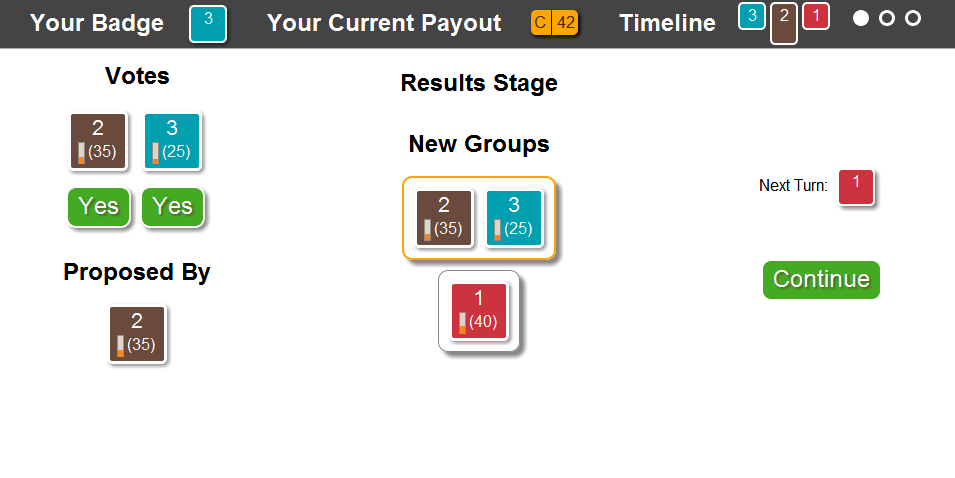 Your Badge 3 Your Current Payout C 42 Timeline 3 2 1
Votes
2 3
(35) (25)
Yes Yes
Proposed By
2
(35)
Results Stage
New Groups
2 3
(35) (25)
1
(40)
Next Turn: 1
Continue